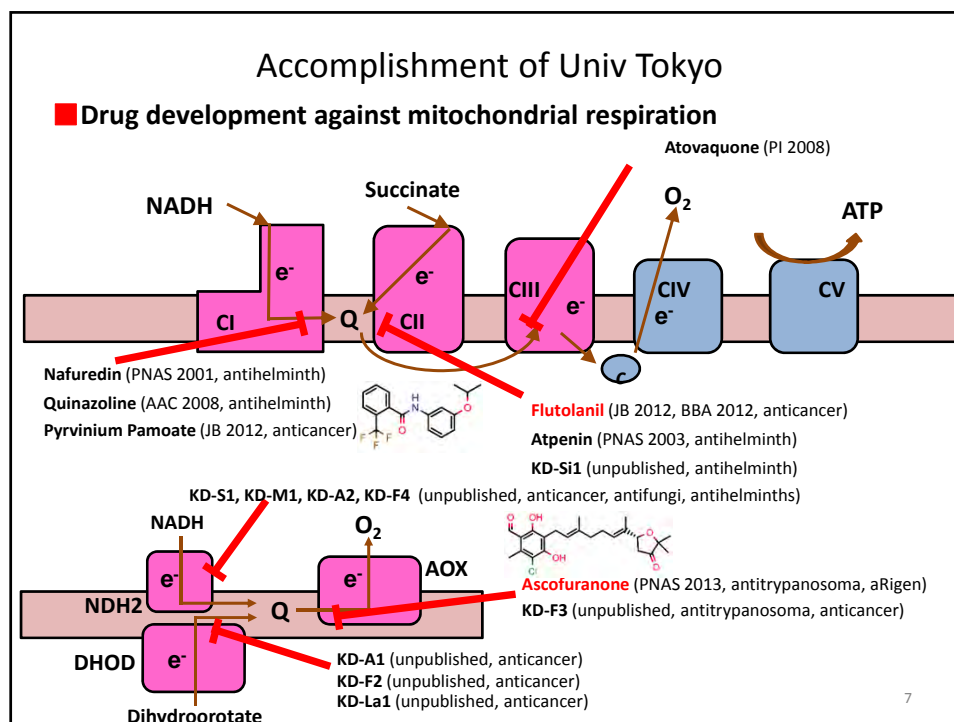 Accomplishment of Univ Tokyo
Drug development against mitochondrial respiration
Atovaquone (PI 2008)
Succinate
NADH
O2
ATP
e-
e-
CIII
e-
CIV
e-
CV
CI
Q
CII
c
Nafuredin (PNAS 2001, antihelminth)
Quinazoline (AAC 2008, antihelminth)
Pyrvinium Pamoate (JB 2012, anticancer)
O
NH
O
F
F
F
Flutolanil (JB 2012, BBA 2012, anticancer)
Atpenin (PNAS 2003, antihelminth)
KD-Si1 (unpublished, antihelminth)
KD-S1, KD-M1, KD-A2, KD-F4 (unpublished, anticancer, antifungi, antihelminths)
NADH
O2
O
OH
OH
Cl
O
O
e-
e-
AOX
Ascofuranone (PNAS 2013, antitrypanosoma, aRigen)
KD-F3 (unpublished, antitrypanosoma, anticancer)
NDH2
Q
DHOD
e-
KD-A1 (unpublished, anticancer)
KD-F2 (unpublished, anticancer)
KD-La1 (unpublished, anticancer)
Dihydroorotate
7